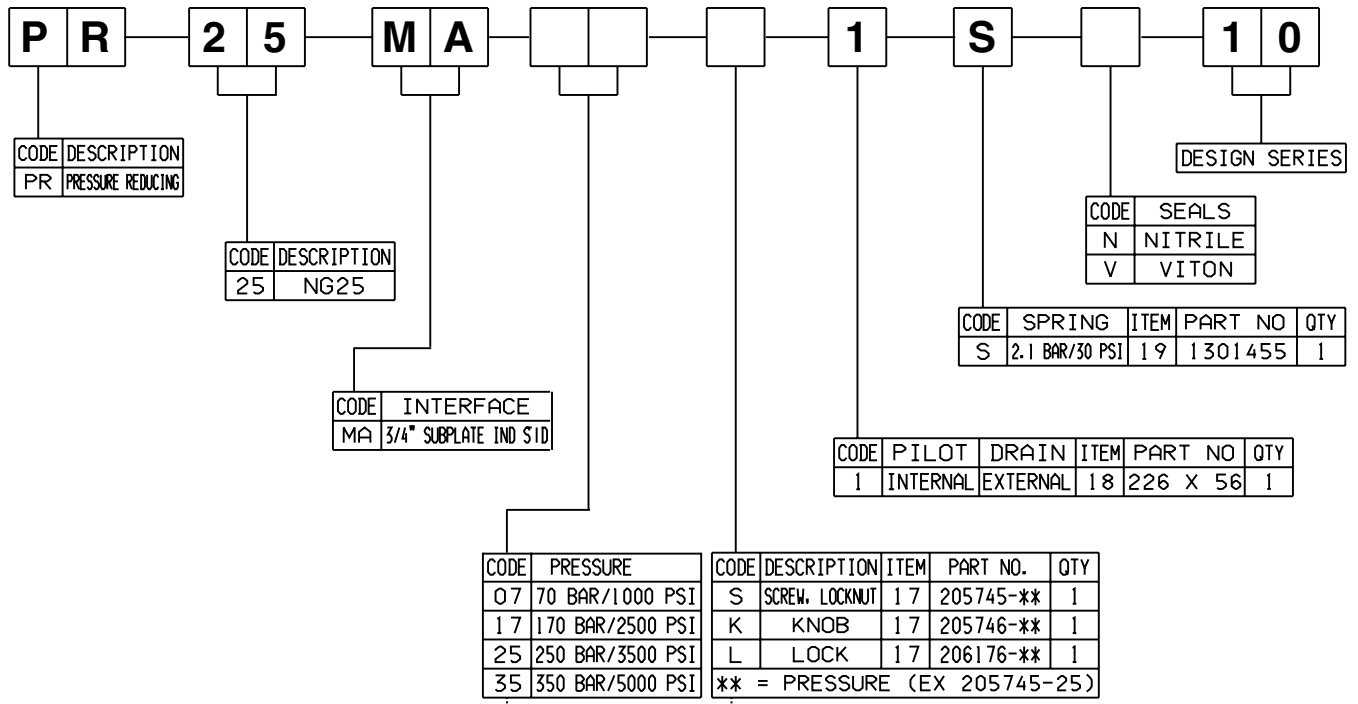 P R 2 5 M A 1 S 1 0
CODE DESCRIPTION
PR PRESSURE REDUCING
DESIGN SERIES
CODE SEALS
N NITRILE
V VITON
CODE DESCRIPTION
25 NG25
CODE SPRING ITEM PART NO QTY
S 2.1 BAR/30 PSI 19 1301455 1
CODE INTERFACE
MA 3/4" SUBPLATE IND S'ID
CODE PILOT DRAIN ITEM PART NO QTY
1 INTERNAL EXTERNAL 18 226 X 56 1
CODE PRESSURE
07 70 BAR/1000 PSI
17 170 BAR/2500 PSI
25 250 BAR/3500 PSI
35 350 BAR/5000 PSI
CODE DESCRIPTION ITEM PART NO. QTY
S SCREW, LOCKNUT 17 205745-** 1
K KNOB 17 205746-** 1
L LOCK 17 206176-** 1
** = PRESSURE (EX 205745-25)